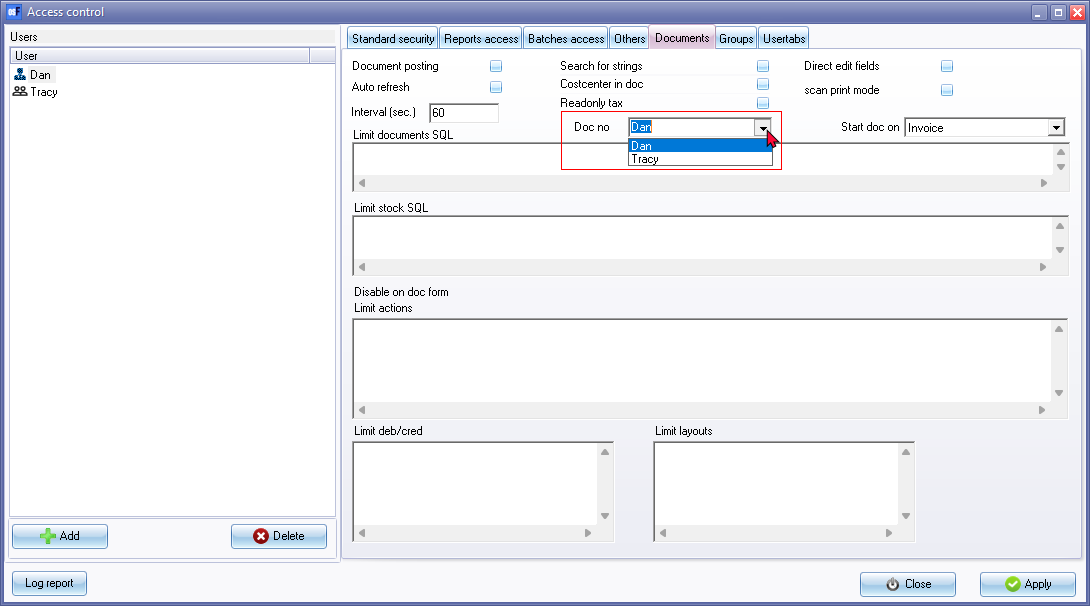 Access control
Users
User
Dan
Tracy
Add
Delete
Log report
Standard security
Reports access
Batches access
Others
Documents
Groups
Usertabs
Document posting
Search for strings
Direct edit fields
Auto refresh
Costcenter in doc
scan print mode
Readonly tax
Interval (sec.) 60
Doc no Dan
Dan
Tracy
Start doc on Invoice
Limit documents SQL
Limit stock SQL
Disable on doc form
Limit actions
Limit deb/cred
Limit layouts
Close
Apply